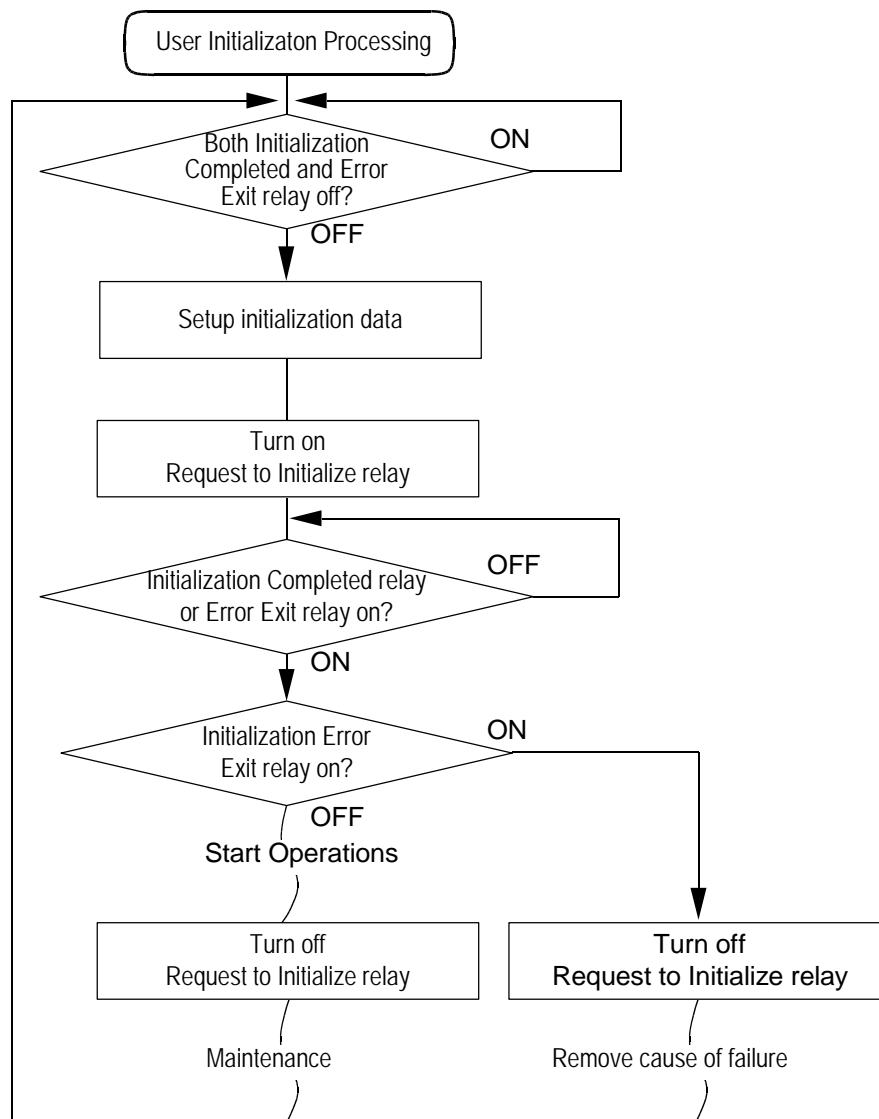 User Initializaton Processing
Both Initialization
Completed and Error
Exit relay off?
ON
OFF
Setup initialization data
Turn on
Request to Initialize relay
Initialization Completed relay
or Error Exit relay on?
OFF
ON
Initialization Error
Exit relay on?
ON
OFF
Start Operations
Turn off
Request to Initialize relay
Turn off
Request to Initialize relay
Maintenance
Remove cause of failure